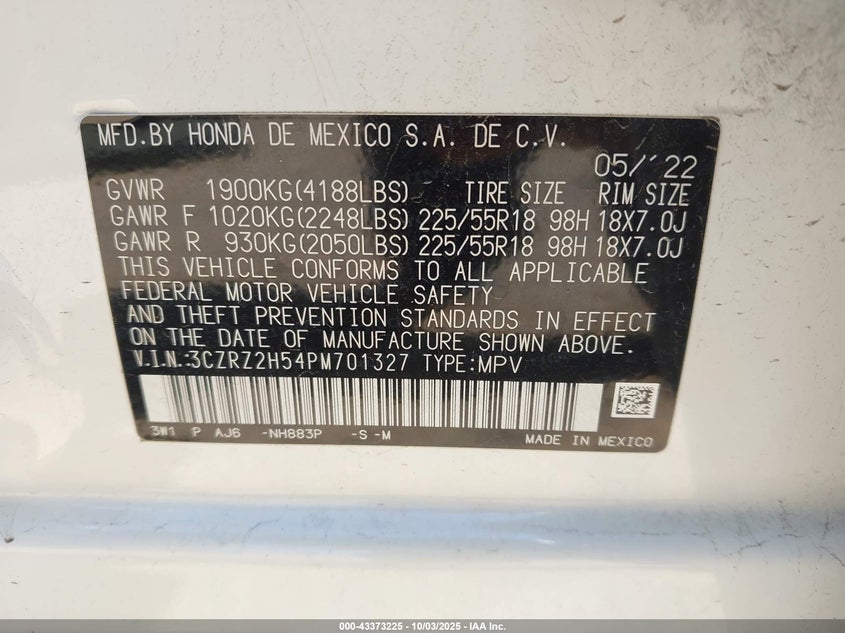 MFD.BY HONDA DE MEXICO S.A. DE C.V.
05/'22
GVWR 1900KG(4188LBS) TIRE SIZE RIM SIZE
GAWR F 1020KG(2248LBS) 225/55R18 98H 18X7.0J
GAWR R 930KG(2050LBS) 225/55R18 98H 18X7.0J
THIS VEHICLE CONFORMS TO ALL APPLICABLE
FEDERAL MOTOR VEHICLE SAFETY
AND THEFT PREVENTION STANDARDS IN EFFECT
ON THE DATE OF MANUFACTURE SHOWN ABOVE.
V.I.N:3CZRZ2H54PM701327 TYPE:MPV
3W1 P AJ6 -NH883P -S -M MADE IN MEXICO
000-43373225 - 10/03/2025 - IAA Inc.